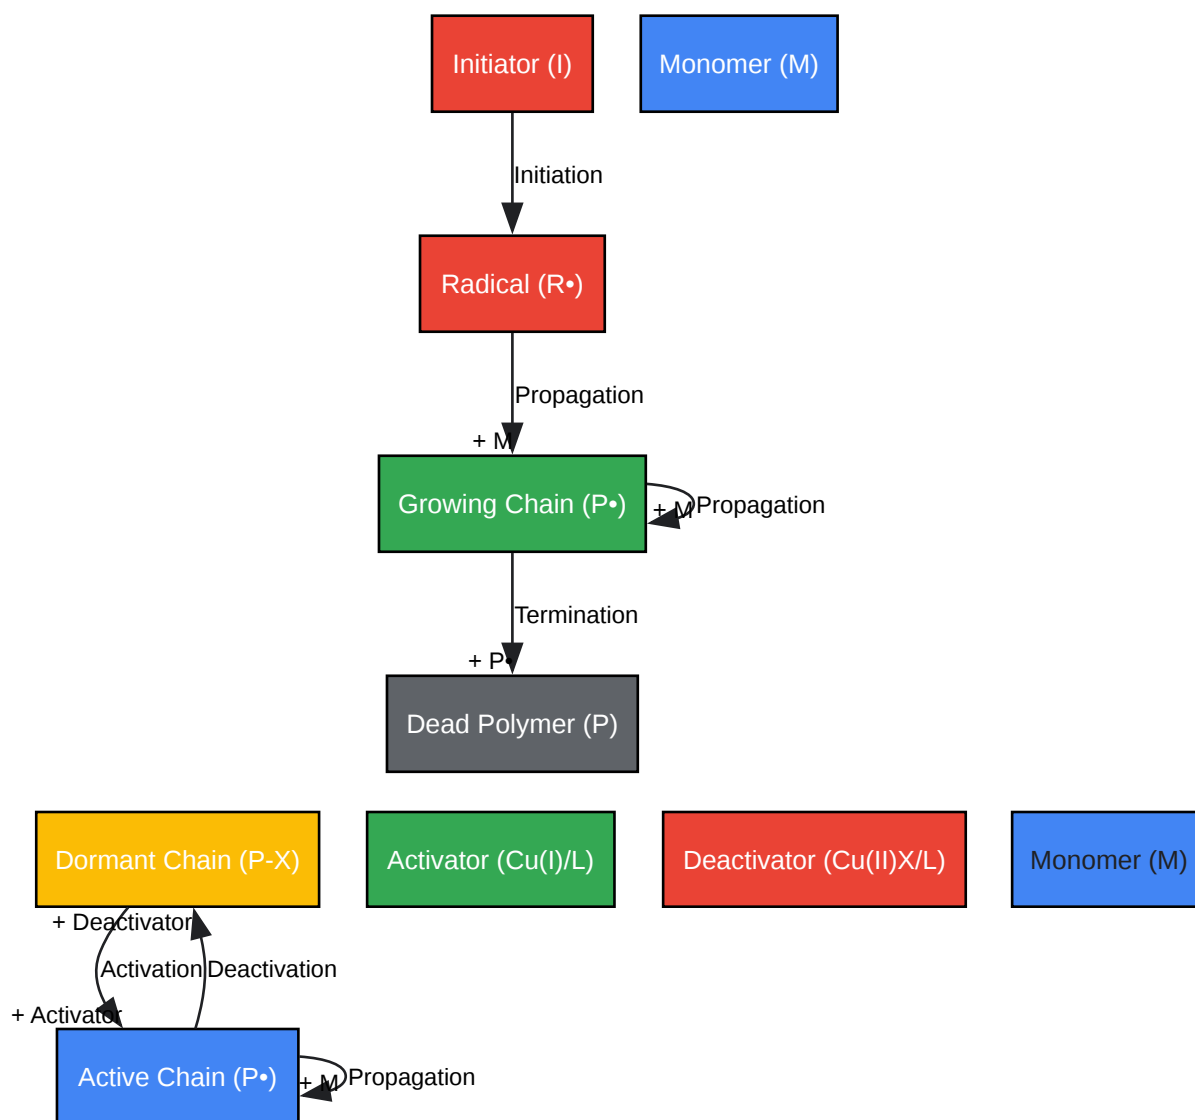 Initiator (I)
Monomer (M)
Initiation
Radical (R•)
Propagation
+ M
Growing Chain (P•)
+ M
Propagation
Termination
+ P•
Dead Polymer (P)
Dormant Chain (P-X)
Activator (Cu(I)/L)
Deactivator (Cu(II)X/L)
Monomer (M)
+ Deactivator
Activation
Deactivation
+ Activator
Active Chain (P•)
+ M
Propagation